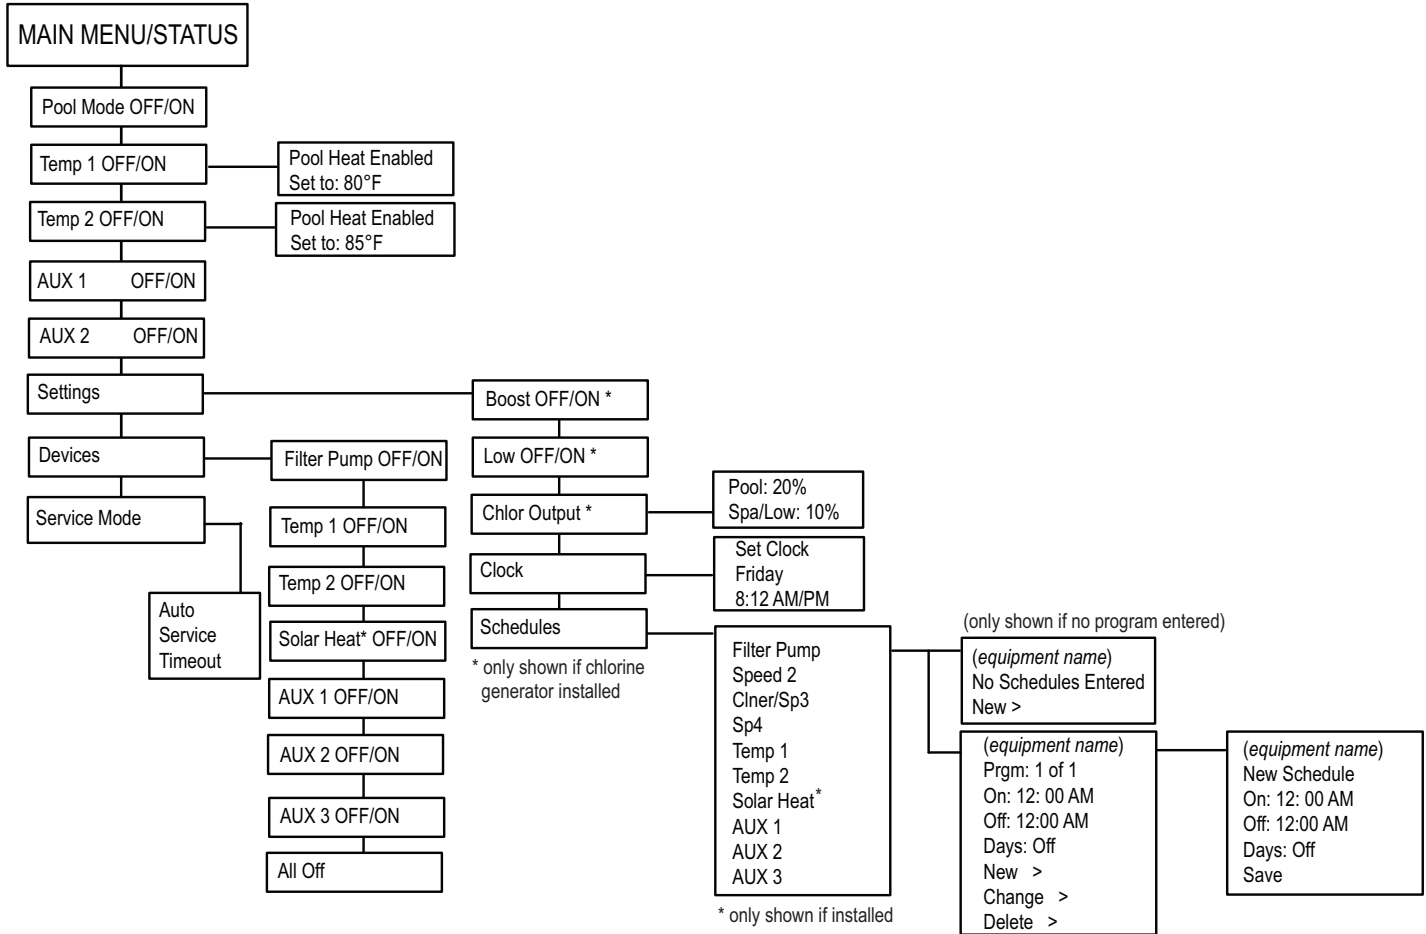 MAIN MENU/STATUS
Pool Mode OFF/ON
Temp 1 OFF/ON
Pool Heat Enabled
Set to: 80°F
Temp 2 OFF/ON
Pool Heat Enabled
Set to: 85°F
AUX 1 OFF/ON
AUX 2 OFF/ON
Settings
Devices
Service Mode
Auto
Service
Timeout
Filter Pump OFF/ON
Temp 1 OFF/ON
Temp 2 OFF/ON
Solar Heat* OFF/ON
AUX 1 OFF/ON
AUX 2 OFF/ON
AUX 3 OFF/ON
All Off
Boost OFF/ON *
Low OFF/ON *
Chlor Output *
Clock
Schedules
* only shown if chlorine
generator installed
Pool: 20%
Spa/Low: 10%
Set Clock
Friday
8:12 AM/PM
Filter Pump
Speed 2
Clner/Sp3
Sp4
Temp 1
Temp 2
Solar Heat*
AUX 1
AUX 2
AUX 3
* only shown if installed
(only shown if no program entered)
(equipment name)
No Schedules Entered
New >
(equipment name)
Prgm: 1 of 1
On: 12: 00 AM
Off: 12:00 AM
Days: Off
New >
Change >
Delete >
(equipment name)
New Schedule
On: 12: 00 AM
Off: 12:00 AM
Days: Off
Save